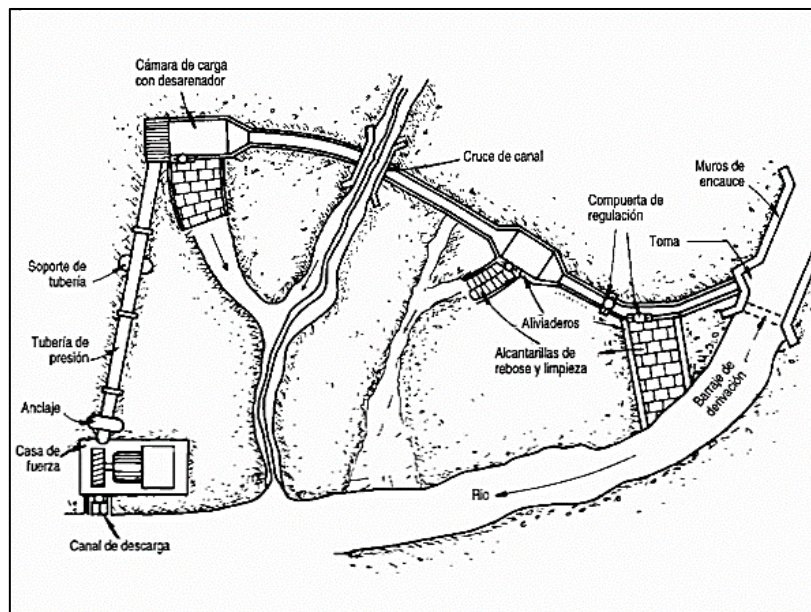 Cámara de carga
con desarenador
Cruce de canal
Muros de
encauce
Compuerta de
regulación
Toma
Soporte de
tubería
Aliviaderos
Tubería de
presión
Alcantarillas de
rebose y limpieza
Barraje de
derivación
Anclaje
Casa de
fuerza
Río
Canal de descarga